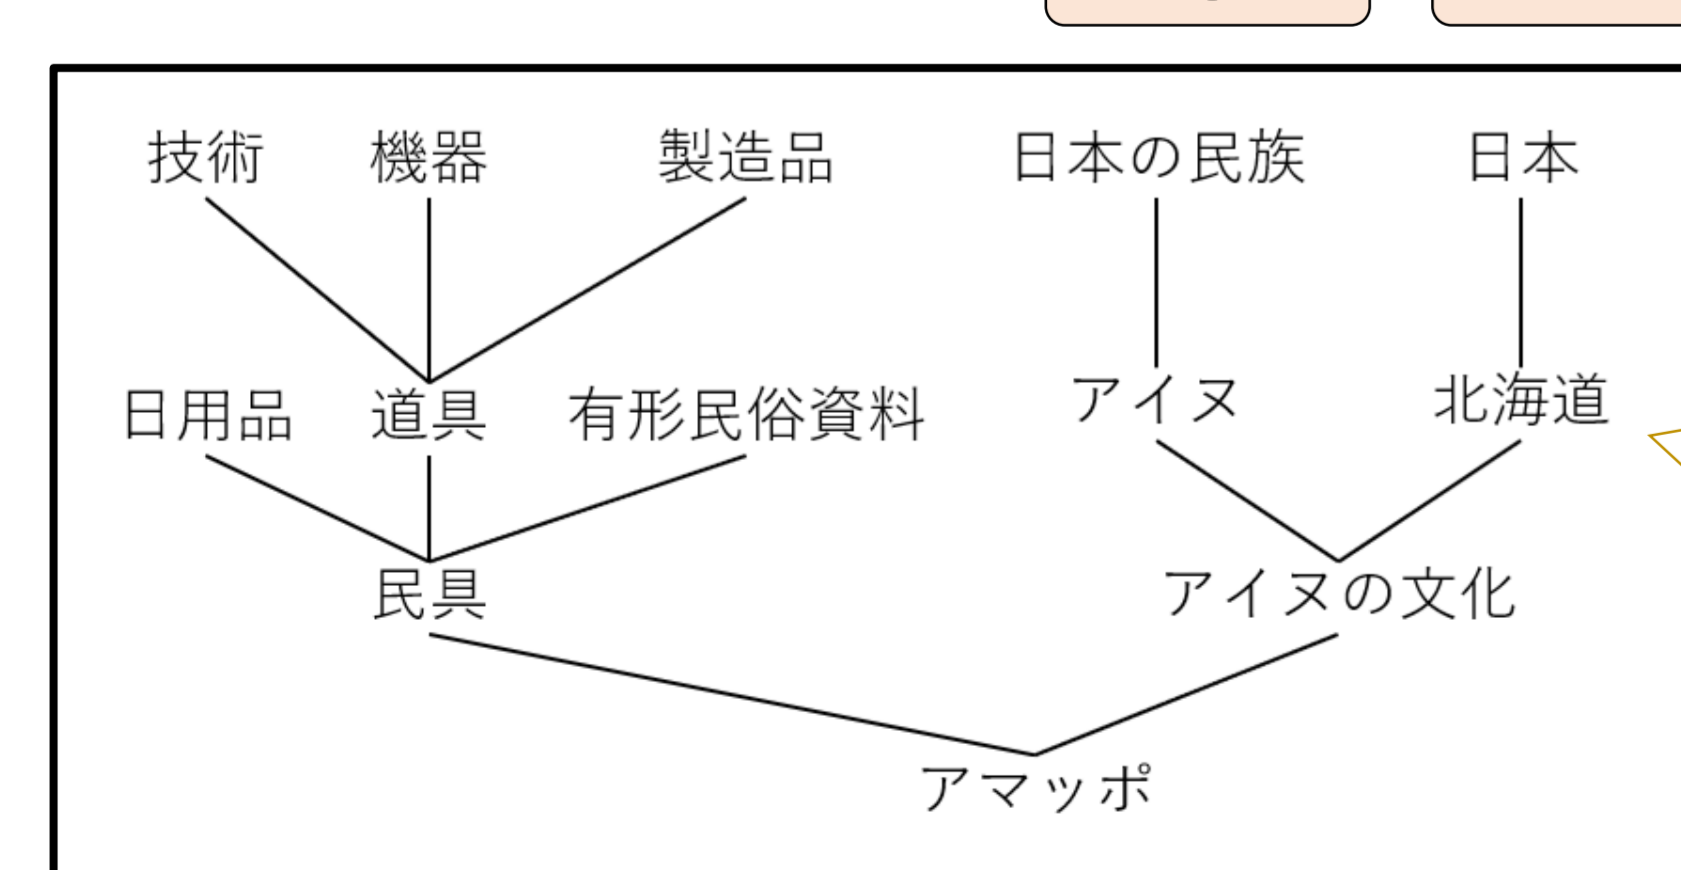 技術 機器 製造品 日本の民族 日本
日用品 道具 有形民俗資料 アイヌ 北海道
民具 アイヌの文化
アマッポ